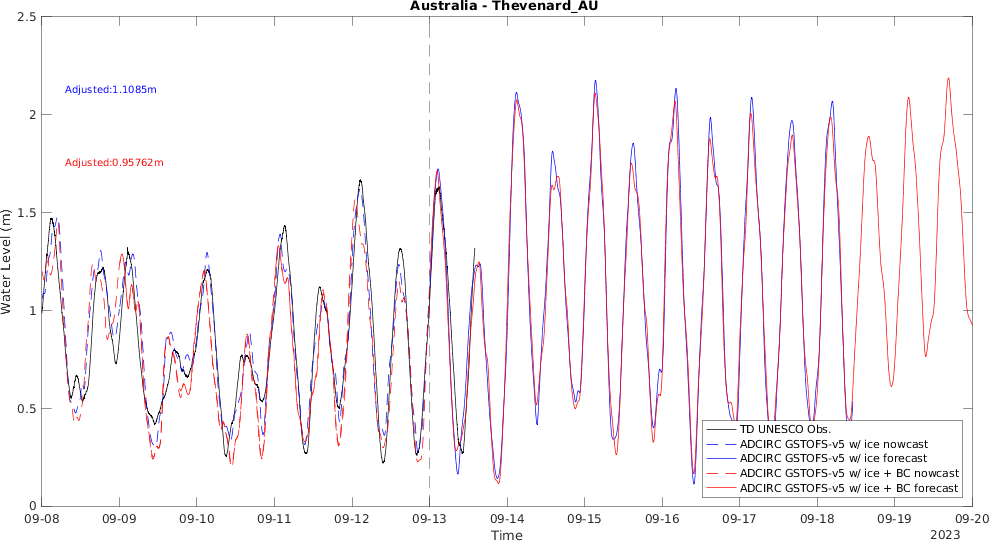 Australia - Thevenard_AU
2.5
2
1.5
1
0.5
0
Water Level (m)
Adjusted:1.1085m
Adjusted:0.95762m
TD UNESCO Obs.
ADCIRC GSTOFS-v5 w/ ice nowcast
ADCIRC GSTOFS-v5 w/ ice forecast
ADCIRC GSTOFS-v5 w/ ice + BC nowcast
ADCIRC GSTOFS-v5 w/ ice + BC forecast
09-08 09-09 09-10 09-11 09-12 09-13 09-14 09-15 09-16 09-17 09-18 09-19 09-20
Time
2023